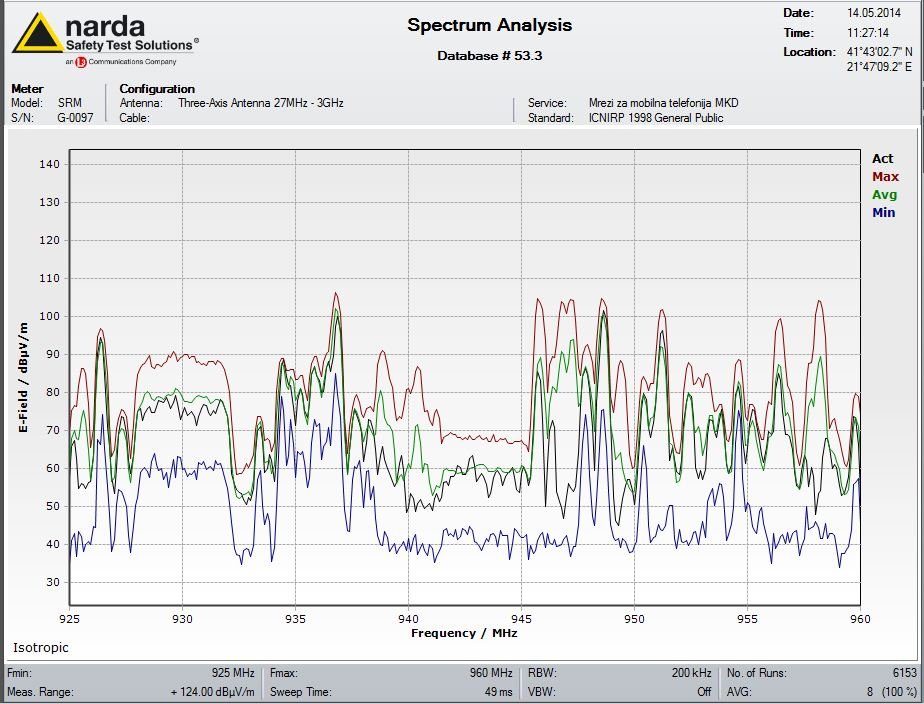 narda
Safety Test Solutions®
an L3 Communications Company
Spectrum Analysis
Database # 53.3
Date: 14.05.2014
Time: 11:27:14
Location: 41°43'02.7" N
21°47'09.2" E
Meter
Model: SRM
S/N: G-0097
Configuration
Antenna: Three-Axis Antenna 27MHz - 3GHz
Cable:
Service: Mrezi za mobilna telefonija MKD
Standard: ICNIRP 1998 General Public
E-Field / dBµV/m
140
130
120
110
100
90
80
70
60
50
40
30
Act
Max
Avg
Min
925 930 935 940 945 950 955 960
Frequency / MHz
Isotropic
Fmin: 925 MHz Fmax: 960 MHz RBW: 200 kHz No. of Runs: 6153
Meas. Range: + 124.00 dBµV/m Sweep Time: 49 ms VBW: Off AVG: 8 (100 %)